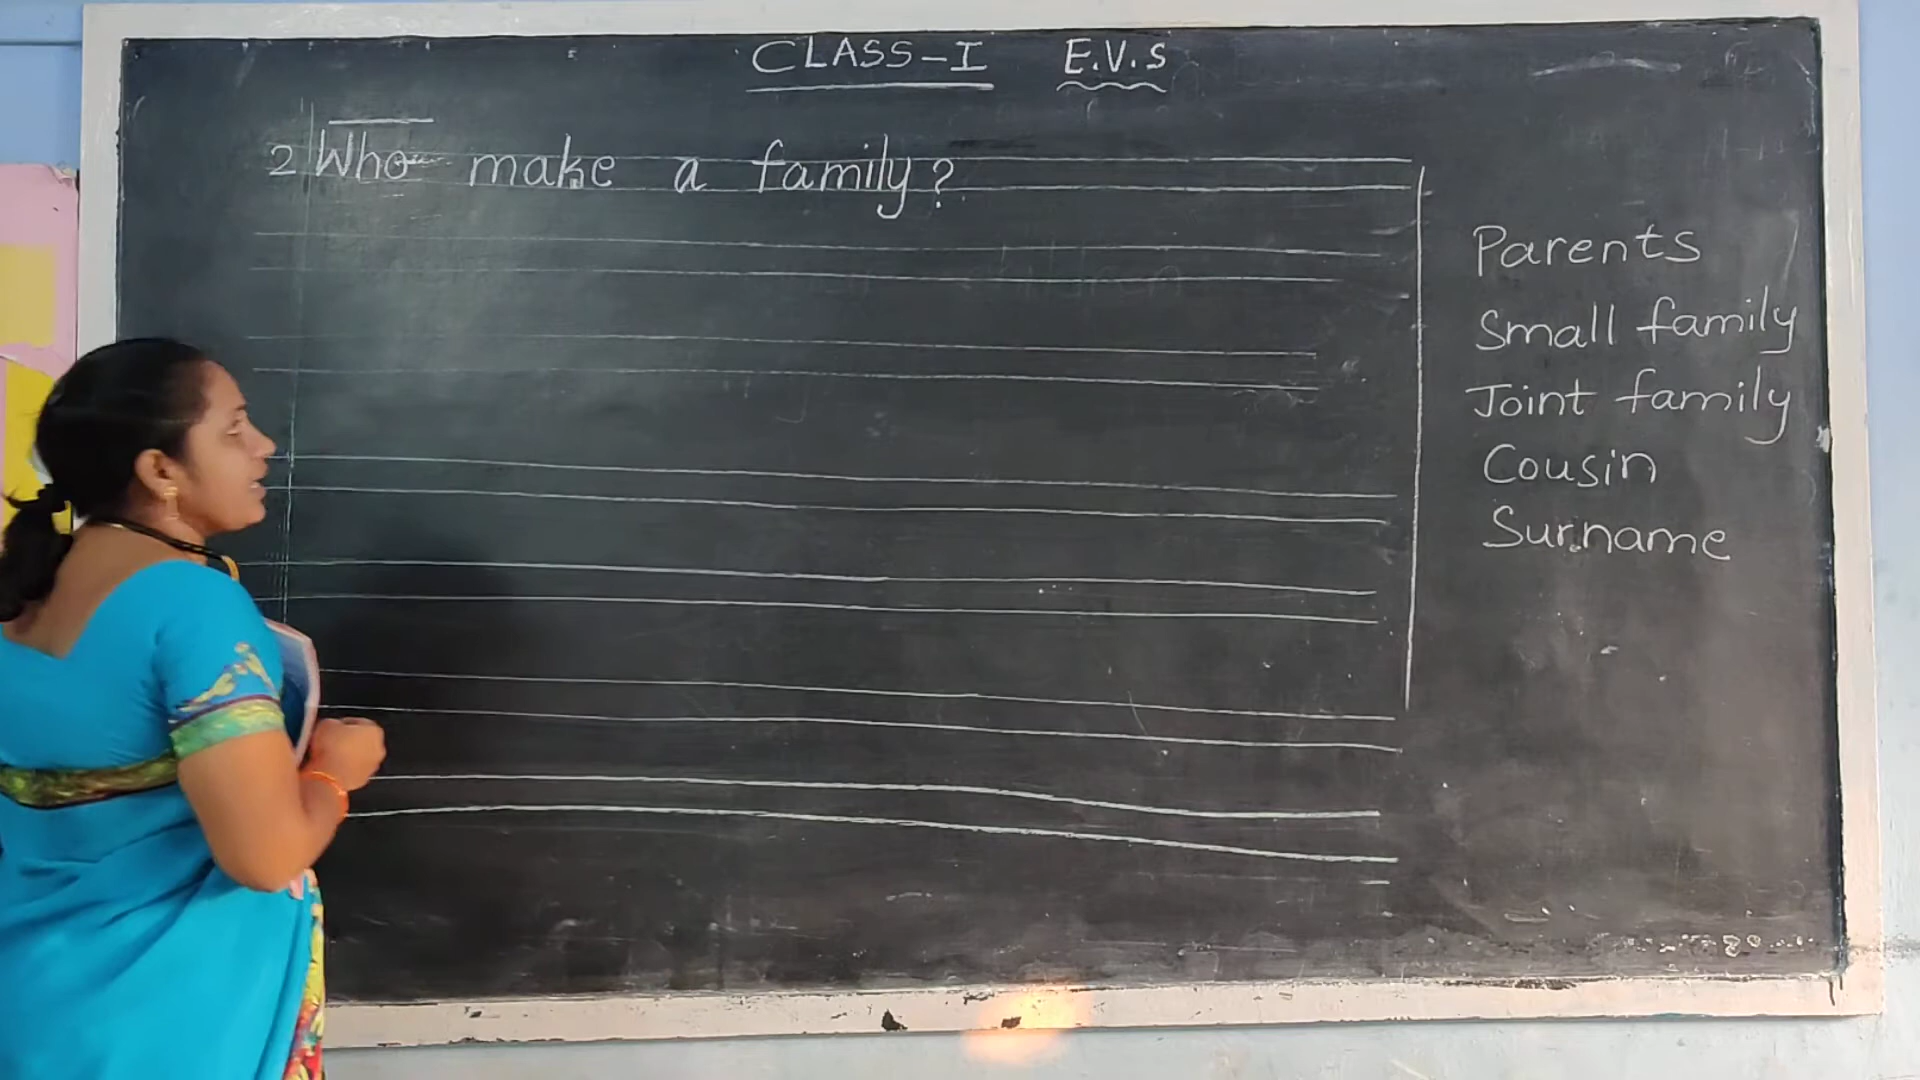 CLASS-I E.V.S
2 Who make a family?
Parents
Small family
Joint family
Cousin
Surname